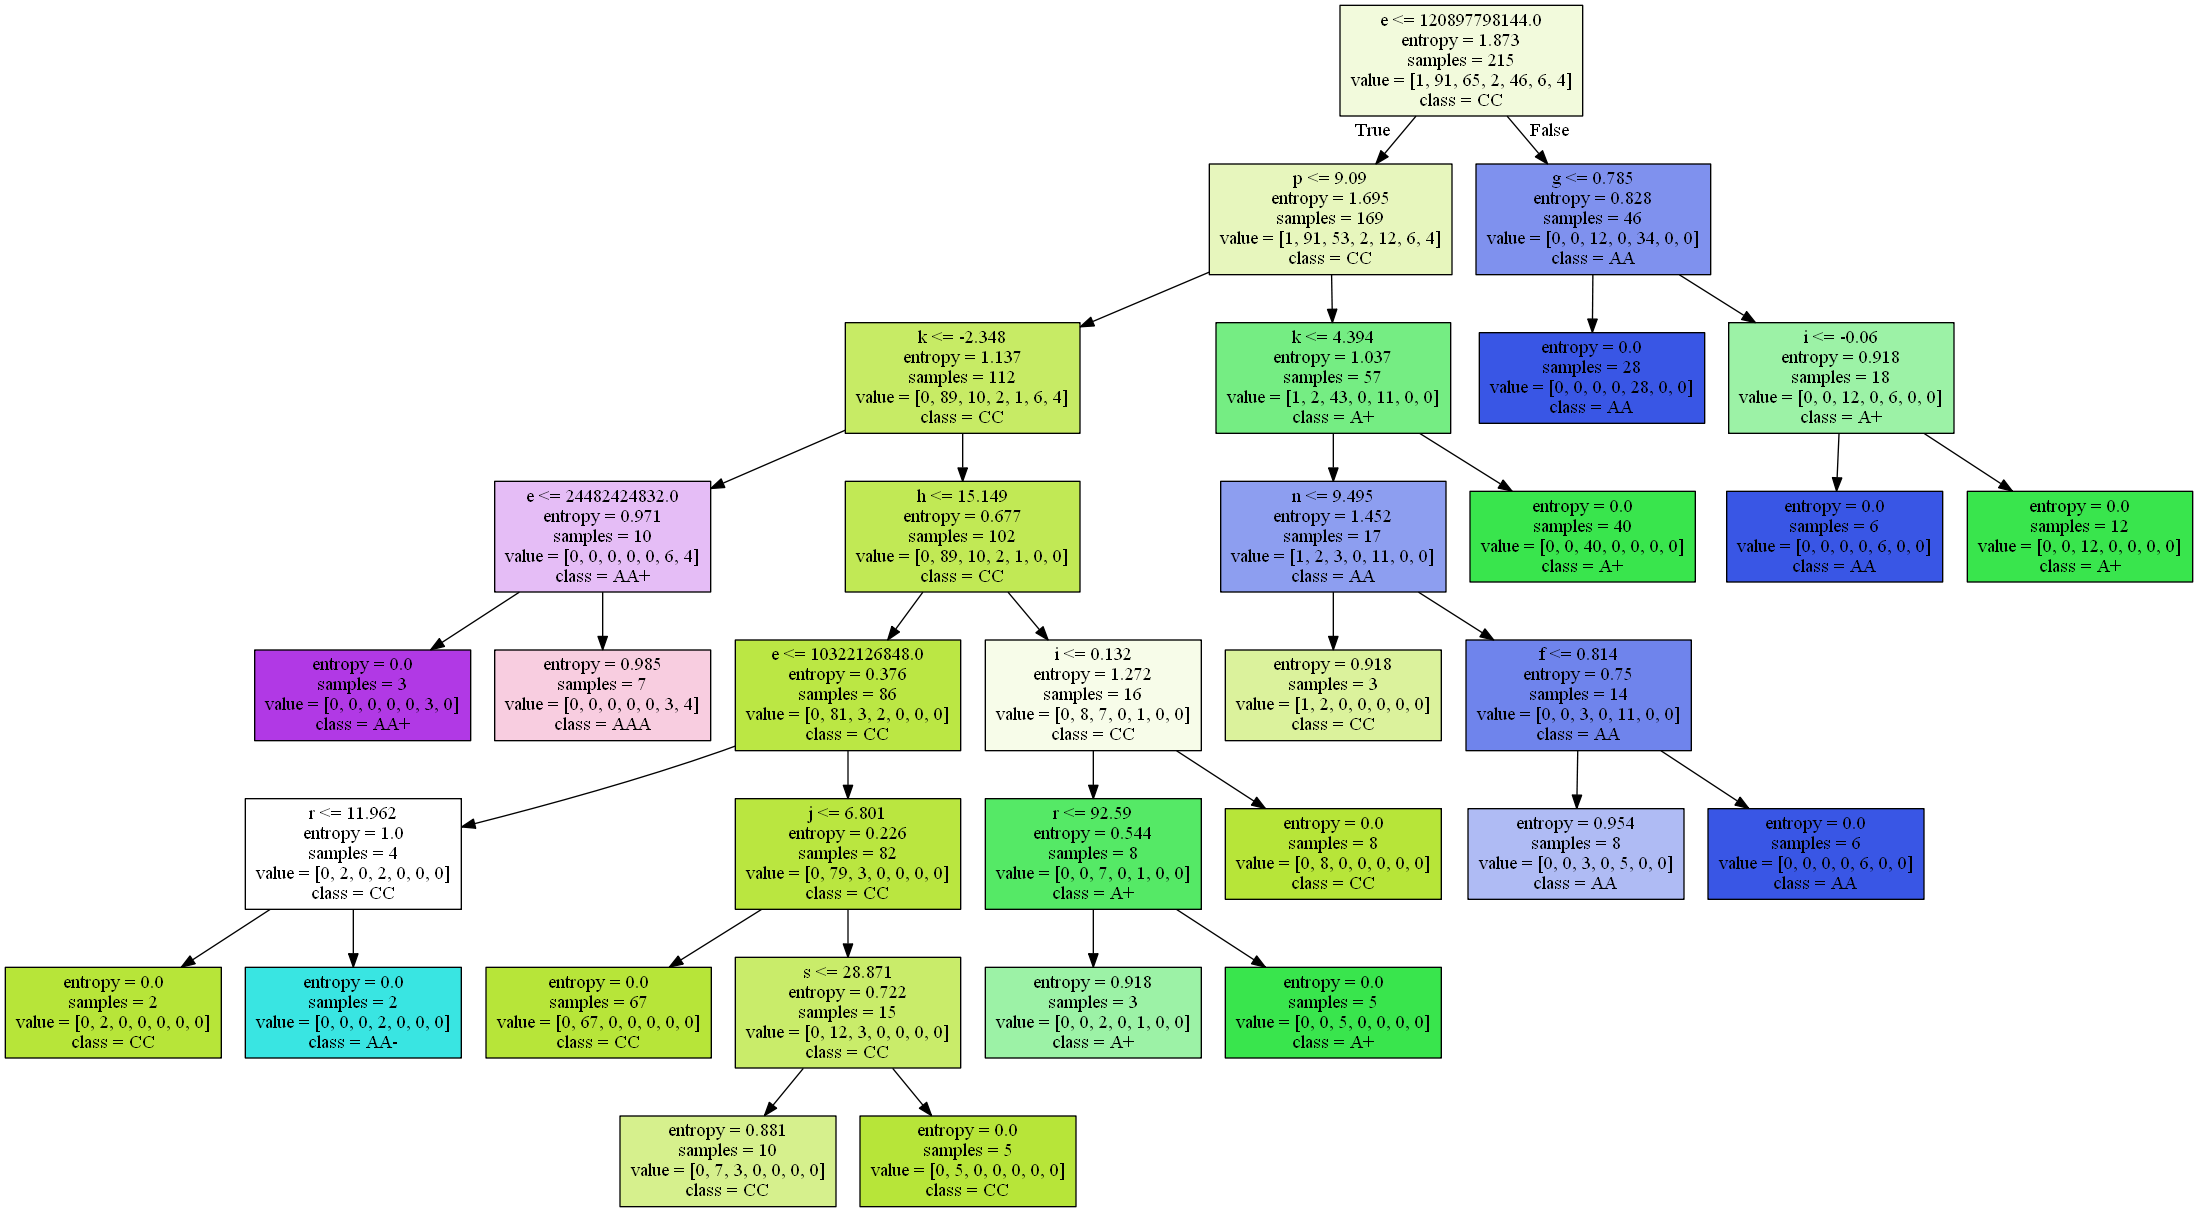 e <= 120897798144.0
entropy = 1.873
samples = 215
value = [1, 91, 65, 2, 46, 6, 4]
class = CC
True
False
p <= 9.09
entropy = 1.695
samples = 169
value = [1, 91, 53, 2, 12, 6, 4]
class = CC
g <= 0.785
entropy = 0.828
samples = 46
value = [0, 0, 12, 0, 34, 0, 0]
class = AA
k <= -2.348
entropy = 1.137
samples = 112
value = [0, 89, 10, 2, 1, 6, 4]
class = CC
k <= 4.394
entropy = 1.037
samples = 57
value = [1, 2, 43, 0, 11, 0, 0]
class = A+
entropy = 0.0
samples = 28
value = [0, 0, 0, 0, 28, 0, 0]
class = AA
i <= -0.06
entropy = 0.918
samples = 18
value = [0, 0, 12, 0, 6, 0, 0]
class = A+
e <= 24482424832.0
entropy = 0.971
samples = 10
value = [0, 0, 0, 0, 0, 6, 4]
class = AA+
h <= 15.149
entropy = 0.677
samples = 102
value = [0, 89, 10, 2, 1, 0, 0]
class = CC
n <= 9.495
entropy = 1.452
samples = 17
value = [1, 2, 3, 0, 11, 0, 0]
class = AA
entropy = 0.0
samples = 40
value = [0, 0, 40, 0, 0, 0, 0]
class = A+
entropy = 0.0
samples = 6
value = [0, 0, 0, 0, 6, 0, 0]
class = AA
entropy = 0.0
samples = 12
value = [0, 0, 12, 0, 0, 0, 0]
class = A+
entropy = 0.0
samples = 3
value = [0, 0, 0, 0, 0, 3, 0]
class = AA+
entropy = 0.985
samples = 7
value = [0, 0, 0, 0, 0, 3, 4]
class = AAA
e <= 10322126848.0
entropy = 0.376
samples = 86
value = [0, 81, 3, 2, 0, 0, 0]
class = CC
i <= 0.132
entropy = 1.272
samples = 16
value = [0, 8, 7, 0, 1, 0, 0]
class = CC
entropy = 0.918
samples = 3
value = [1, 2, 0, 0, 0, 0, 0]
class = CC
f <= 0.814
entropy = 0.75
samples = 14
value = [0, 0, 3, 0, 11, 0, 0]
class = AA
r <= 11.962
entropy = 1.0
samples = 4
value = [0, 2, 0, 2, 0, 0, 0]
class = CC
j <= 6.801
entropy = 0.226
samples = 82
value = [0, 79, 3, 0, 0, 0, 0]
class = CC
r <= 92.59
entropy = 0.544
samples = 8
value = [0, 0, 7, 0, 1, 0, 0]
class = A+
entropy = 0.0
samples = 8
value = [0, 8, 0, 0, 0, 0, 0]
class = CC
entropy = 0.954
samples = 8
value = [0, 0, 3, 0, 5, 0, 0]
class = AA
entropy = 0.0
samples = 6
value = [0, 0, 0, 0, 6, 0, 0]
class = AA
entropy = 0.0
samples = 2
value = [0, 2, 0, 0, 0, 0, 0]
class = CC
entropy = 0.0
samples = 2
value = [0, 0, 0, 2, 0, 0, 0]
class = AA-
entropy = 0.0
samples = 67
value = [0, 67, 0, 0, 0, 0, 0]
class = CC
s <= 28.871
entropy = 0.722
samples = 15
value = [0, 12, 3, 0, 0, 0, 0]
class = CC
entropy = 0.918
samples = 3
value = [0, 0, 2, 0, 1, 0, 0]
class = A+
entropy = 0.0
samples = 5
value = [0, 0, 5, 0, 0, 0, 0]
class = A+
entropy = 0.881
samples = 10
value = [0, 7, 3, 0, 0, 0, 0]
class = CC
entropy = 0.0
samples = 5
value = [0, 5, 0, 0, 0, 0, 0]
class = CC